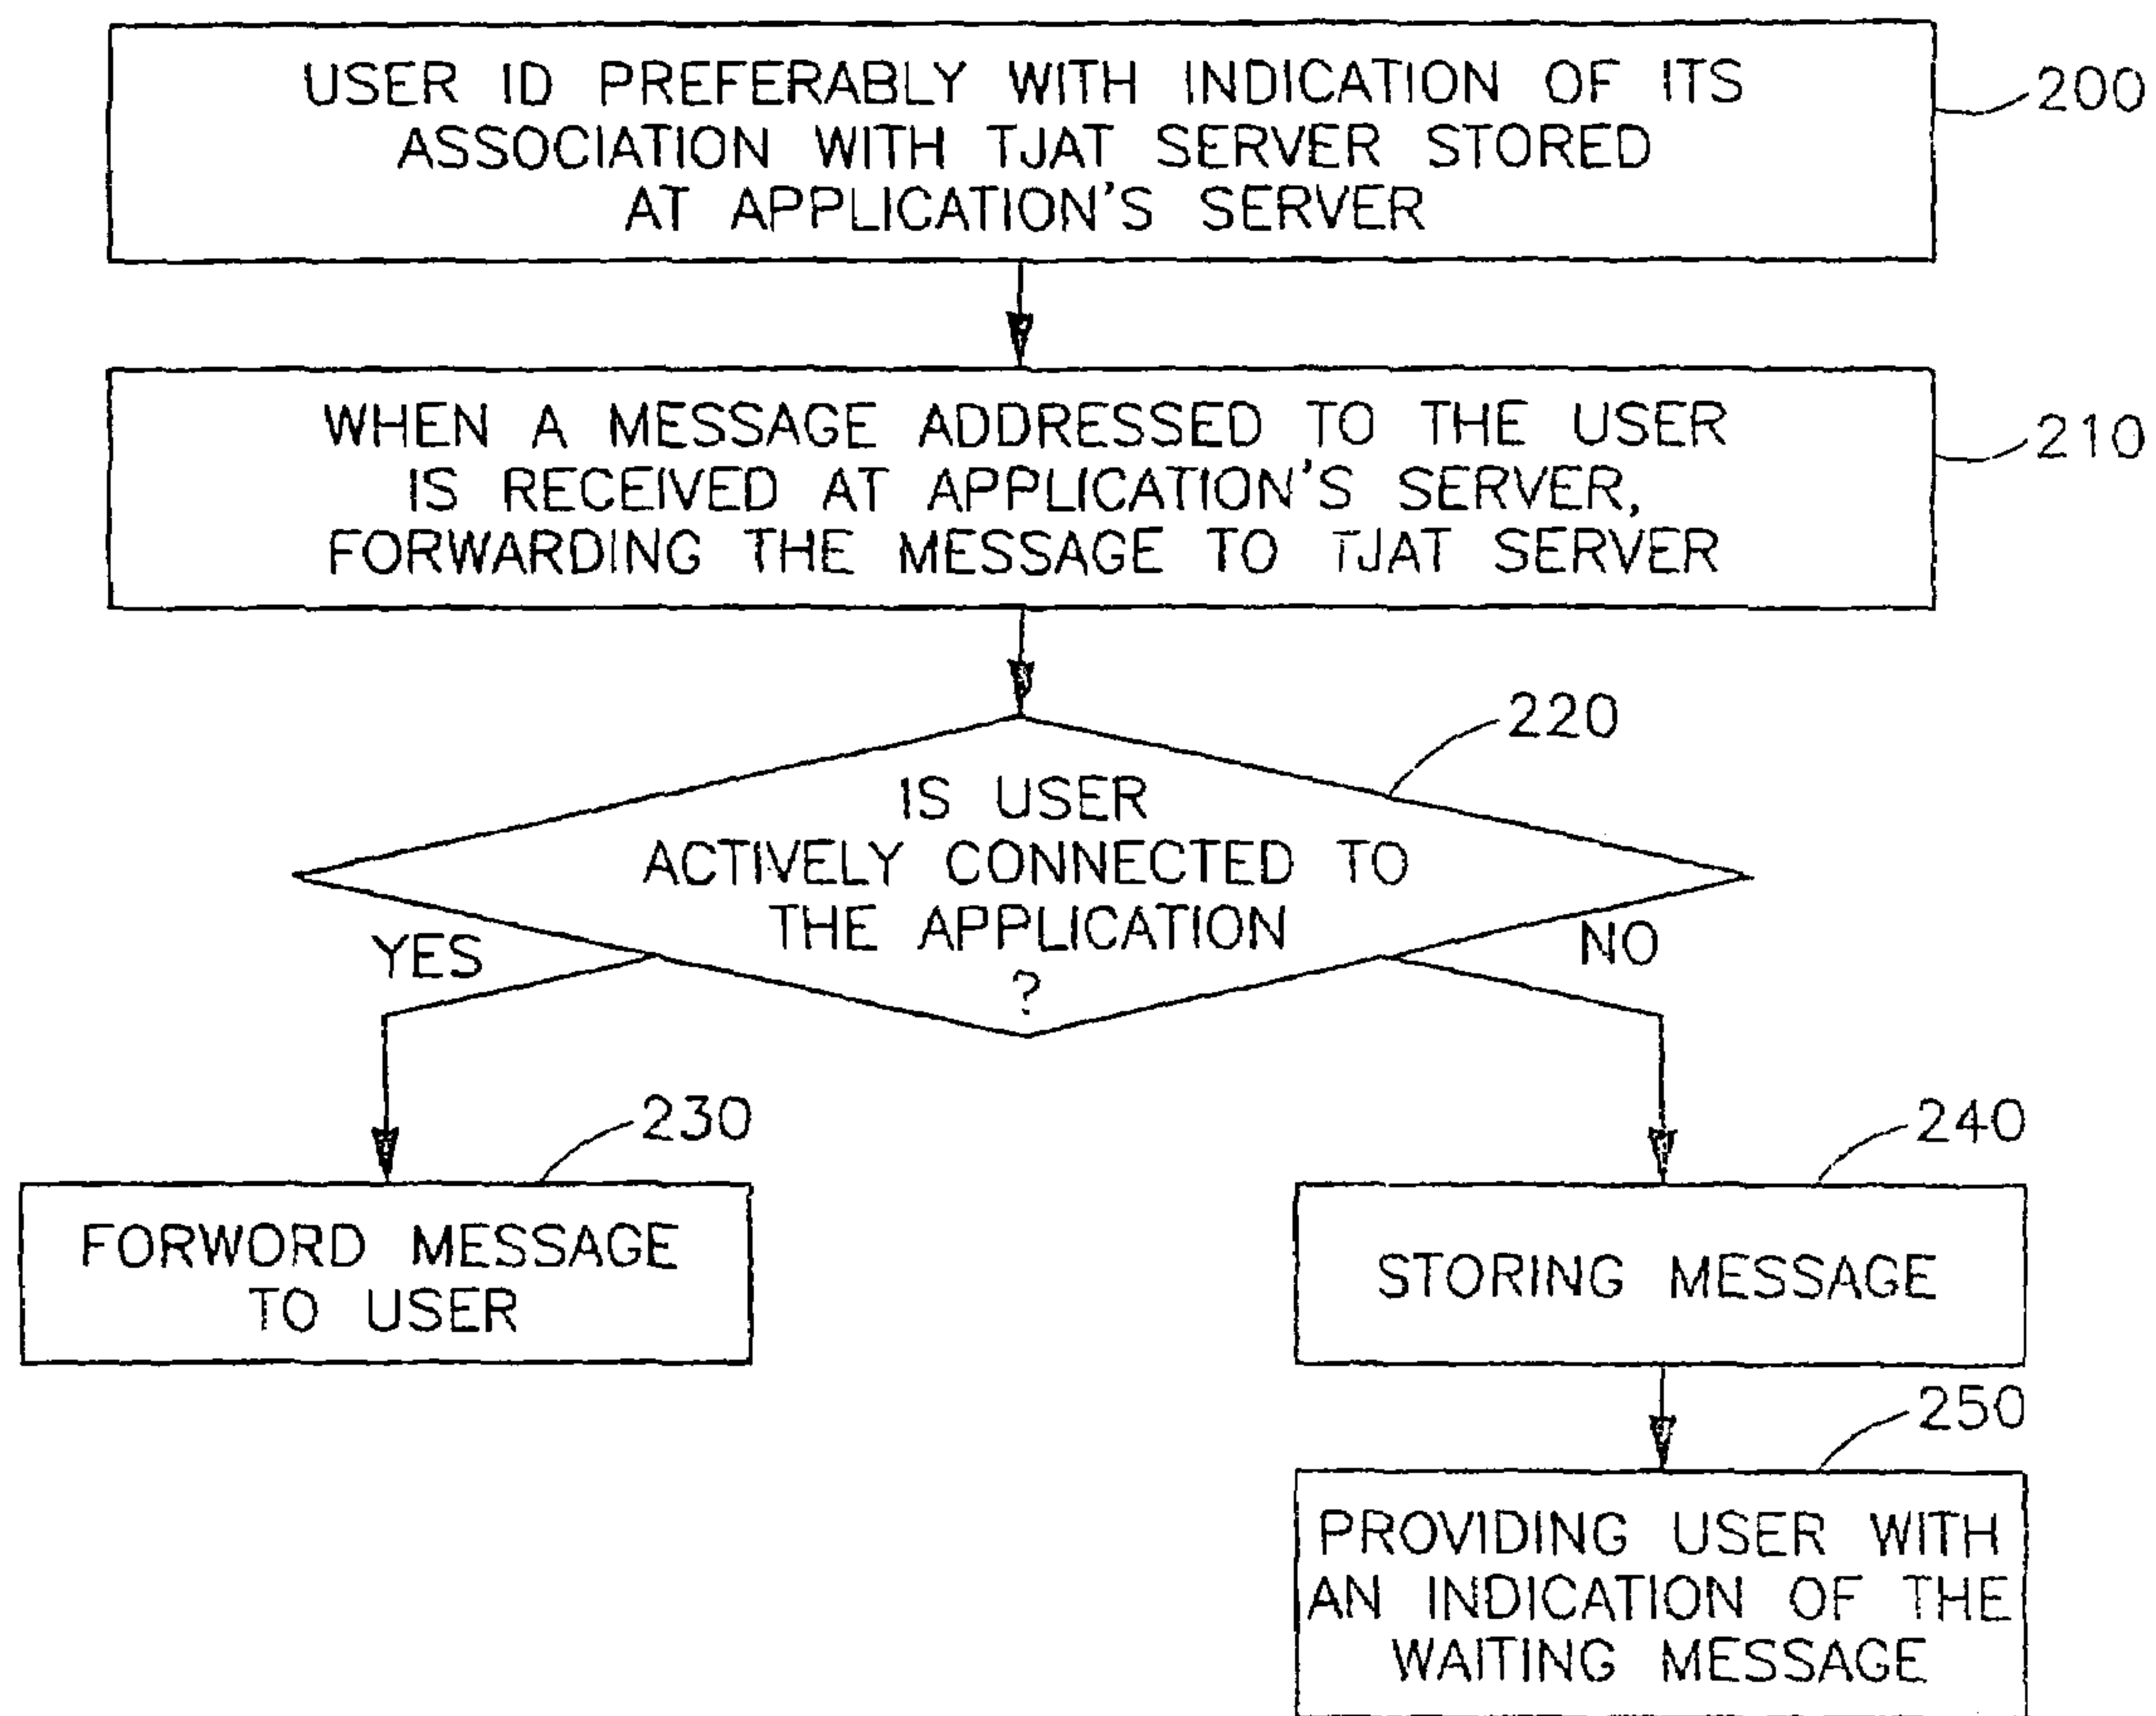 USER ID PREFERABLY WITH INDICATION OF ITS
ASSOCIATION WITH TJAT SERVER STORED
AT APPLICATION'S SERVER
200
WHEN A MESSAGE ADDRESSED TO THE USER
IS RECEIVED AT APPLICATION'S SERVER,
FORWARDING THE MESSAGE TO TJAT SERVER
210
220
IS USER
ACTIVELY CONNECTED TO
THE APPLICATION
?
YES
NO
230
FORWORD MESSAGE
TO USER
240
STORING MESSAGE
250
PROVIDING USER WITH
AN INDICATION OF THE
WAITING MESSAGE